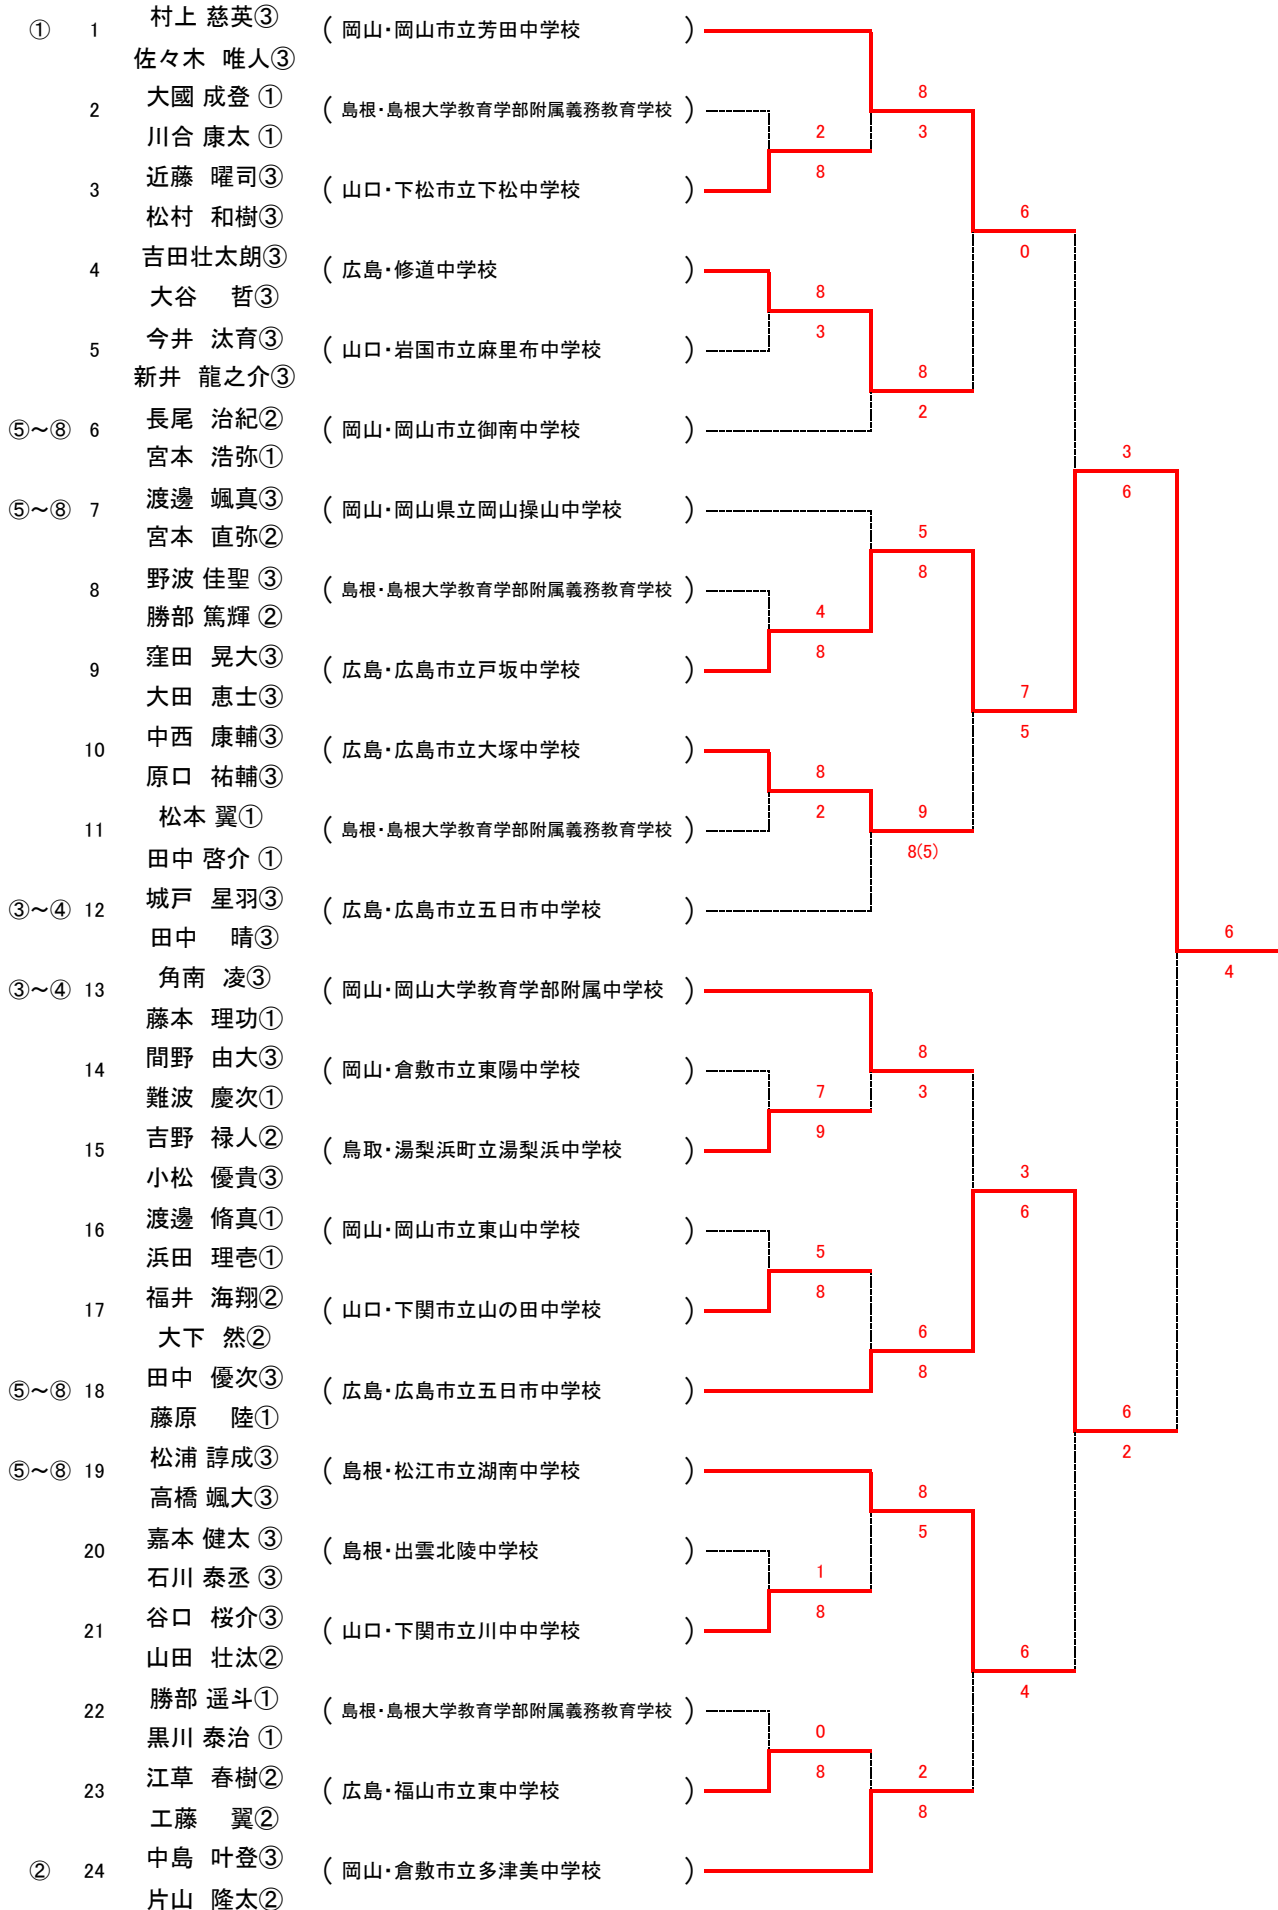 村上 慈英③
① 1 ( 岡山・岡山市立芳田中学校 )
佐々木 唯人③
大國 成登 ①
2 ( 島根・島根大学教育学部附属義務教育学校 )
川合 康太 ①
近藤 曜司③
3 ( 山口・下松市立下松中学校 )
松村 和樹③
吉田壮太朗③
4 ( 広島・修道中学校 )
大谷 哲③
今井 汰育③
5 ( 山口・岩国市立麻里布中学校 )
新井 龍之介③
長尾 治紀②
⑤～⑧ 6 ( 岡山・岡山市立御南中学校 )
宮本 浩弥①
渡邊 颯真③
⑤～⑧ 7 ( 岡山・岡山県立岡山操山中学校 )
宮本 直弥②
野波 佳聖 ③
8 ( 島根・島根大学教育学部附属義務教育学校 )
勝部 篤輝 ②
窪田 晃大③
9 ( 広島・広島市立戸坂中学校 )
大田 恵士③
中西 康輔③
10 ( 広島・広島市立大塚中学校 )
原口 祐輔③
松本 翼①
11 ( 島根・島根大学教育学部附属義務教育学校 )
田中 啓介 ①
城戸 星羽③
③～④ 12 ( 広島・広島市立五日市中学校 )
田中 晴③
角南 凌③
③～④ 13 ( 岡山・岡山大学教育学部附属中学校 )
藤本 理功①
間野 由大③
14 ( 岡山・倉敷市立東陽中学校 )
難波 慶次①
吉野 禄人②
15 ( 鳥取・湯梨浜町立湯梨浜中学校 )
小松 優貴③
渡邊 脩真①
16 ( 岡山・岡山市立東山中学校 )
浜田 理壱①
福井 海翔②
17 ( 山口・下関市立山の田中学校 )
大下 然②
田中 優次③
⑤～⑧ 18 ( 広島・広島市立五日市中学校 )
藤原 陸①
松浦 諄成③
⑤～⑧ 19 ( 島根・松江市立湖南中学校 )
高橋 颯大③
嘉本 健太 ③
20 ( 島根・出雲北陵中学校 )
石川 泰丞 ③
谷口 桜介③
21 ( 山口・下関市立川中中学校 )
山田 壮汰②
勝部 遥斗①
22 ( 島根・島根大学教育学部附属義務教育学校 )
黒川 泰治 ①
江草 春樹②
23 ( 広島・福山市立東中学校 )
工藤 翼②
中島 叶登③
② 24 ( 岡山・倉敷市立多津美中学校 )
片山 隆太②
2
8
8
3
4
8
8
2
7
9
5
8
1
8
0
8
8
3
8
2
5
8
9
8(5)
8
3
6
8
8
5
2
8
6
0
7
5
3
6
6
4
3
6
6
2
6
4